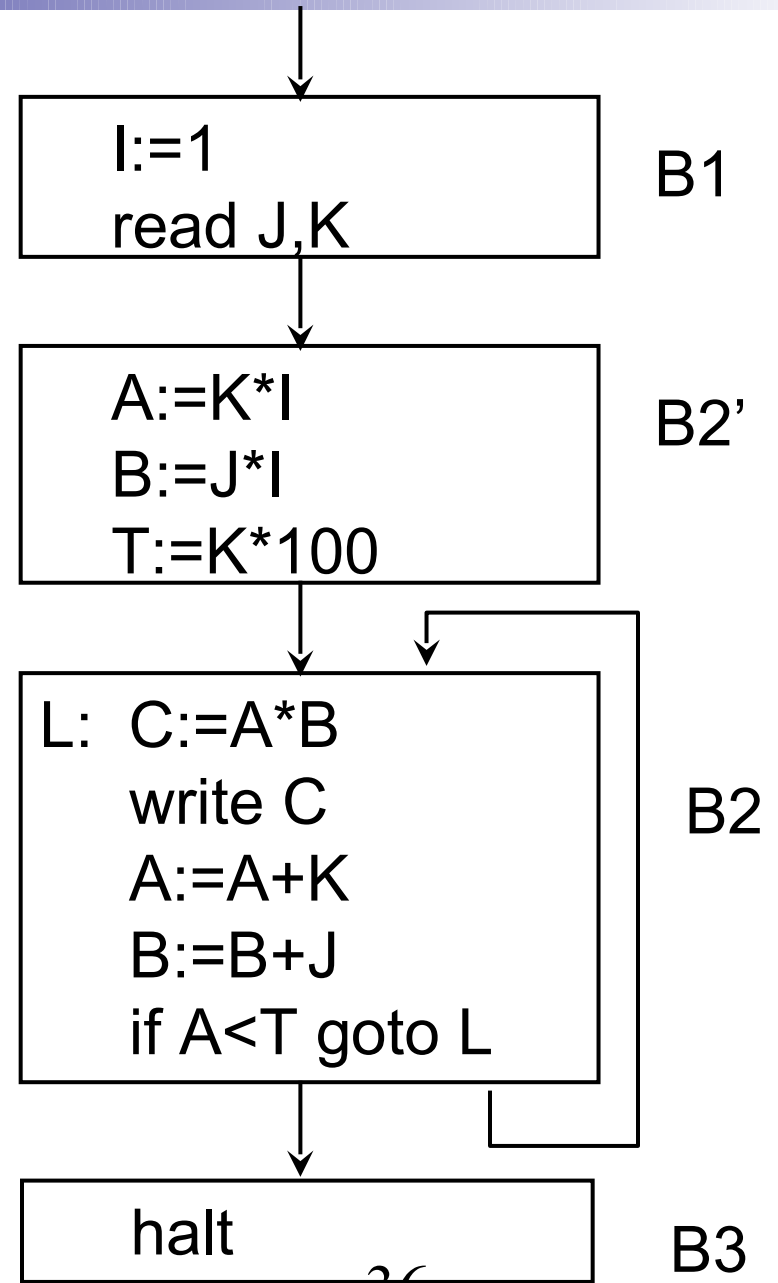 I:=1
read J,K
B1
A:=K*I
B:=J*I
T:=K*100
B2’
L: C:=A*B
write C
A:=A+K
B:=B+J
if A<T goto L
B2
halt
B3